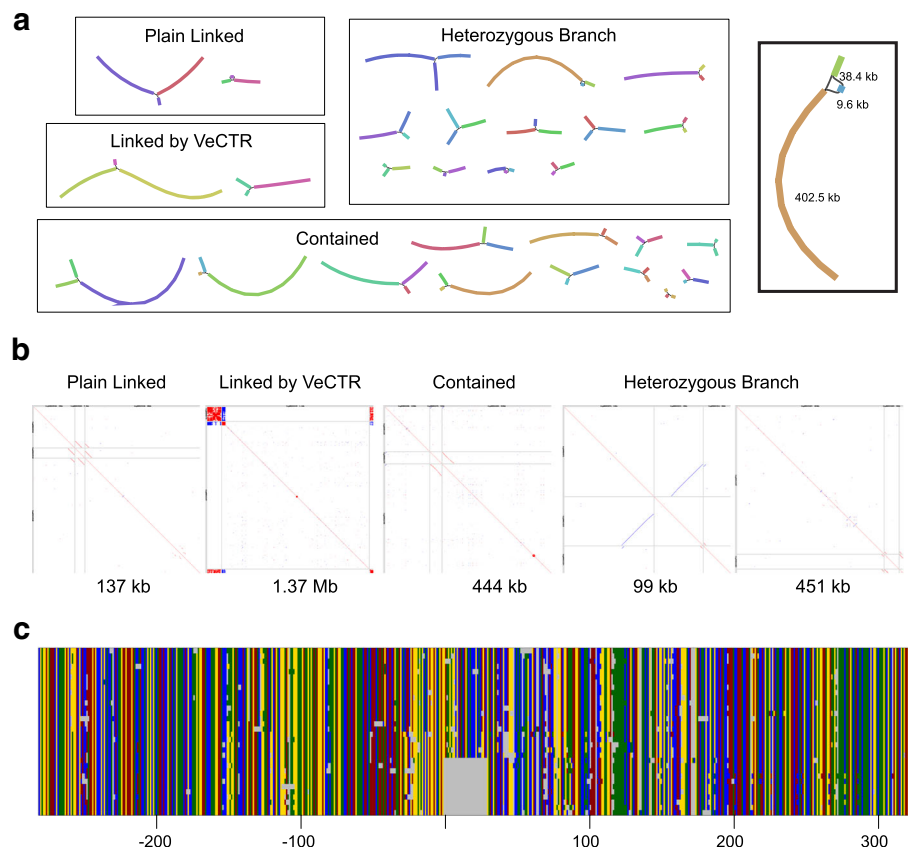 a
Plain Linked
Heterozygous Branch
38.4 kb
9.6 kb
402.5 kb
Linked by VeCTR
Contained
b
Plain Linked Linked by VeCTR Contained Heterozygous Branch
137 kb 1.37 Mb 444 kb 99 kb 451 kb
c
-200 -100 100 200 300